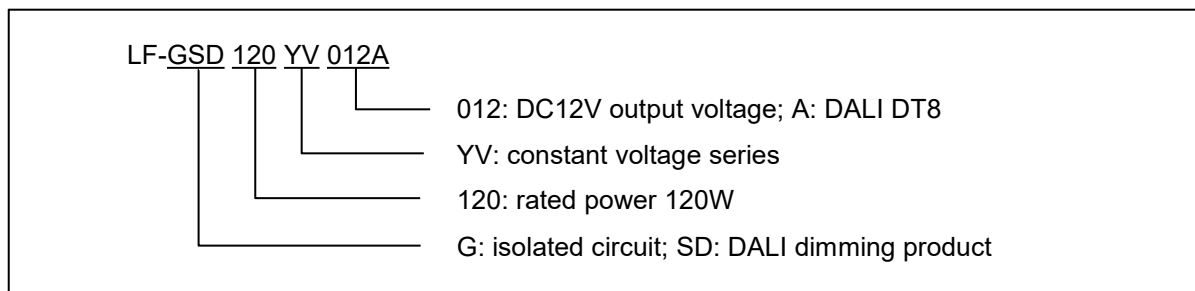 LF-GSD 120 YV 012A
012: DC12V output voltage; A: DALI DT8
YV: constant voltage series
120: rated power 120W
G: isolated circuit; SD: DALI dimming product